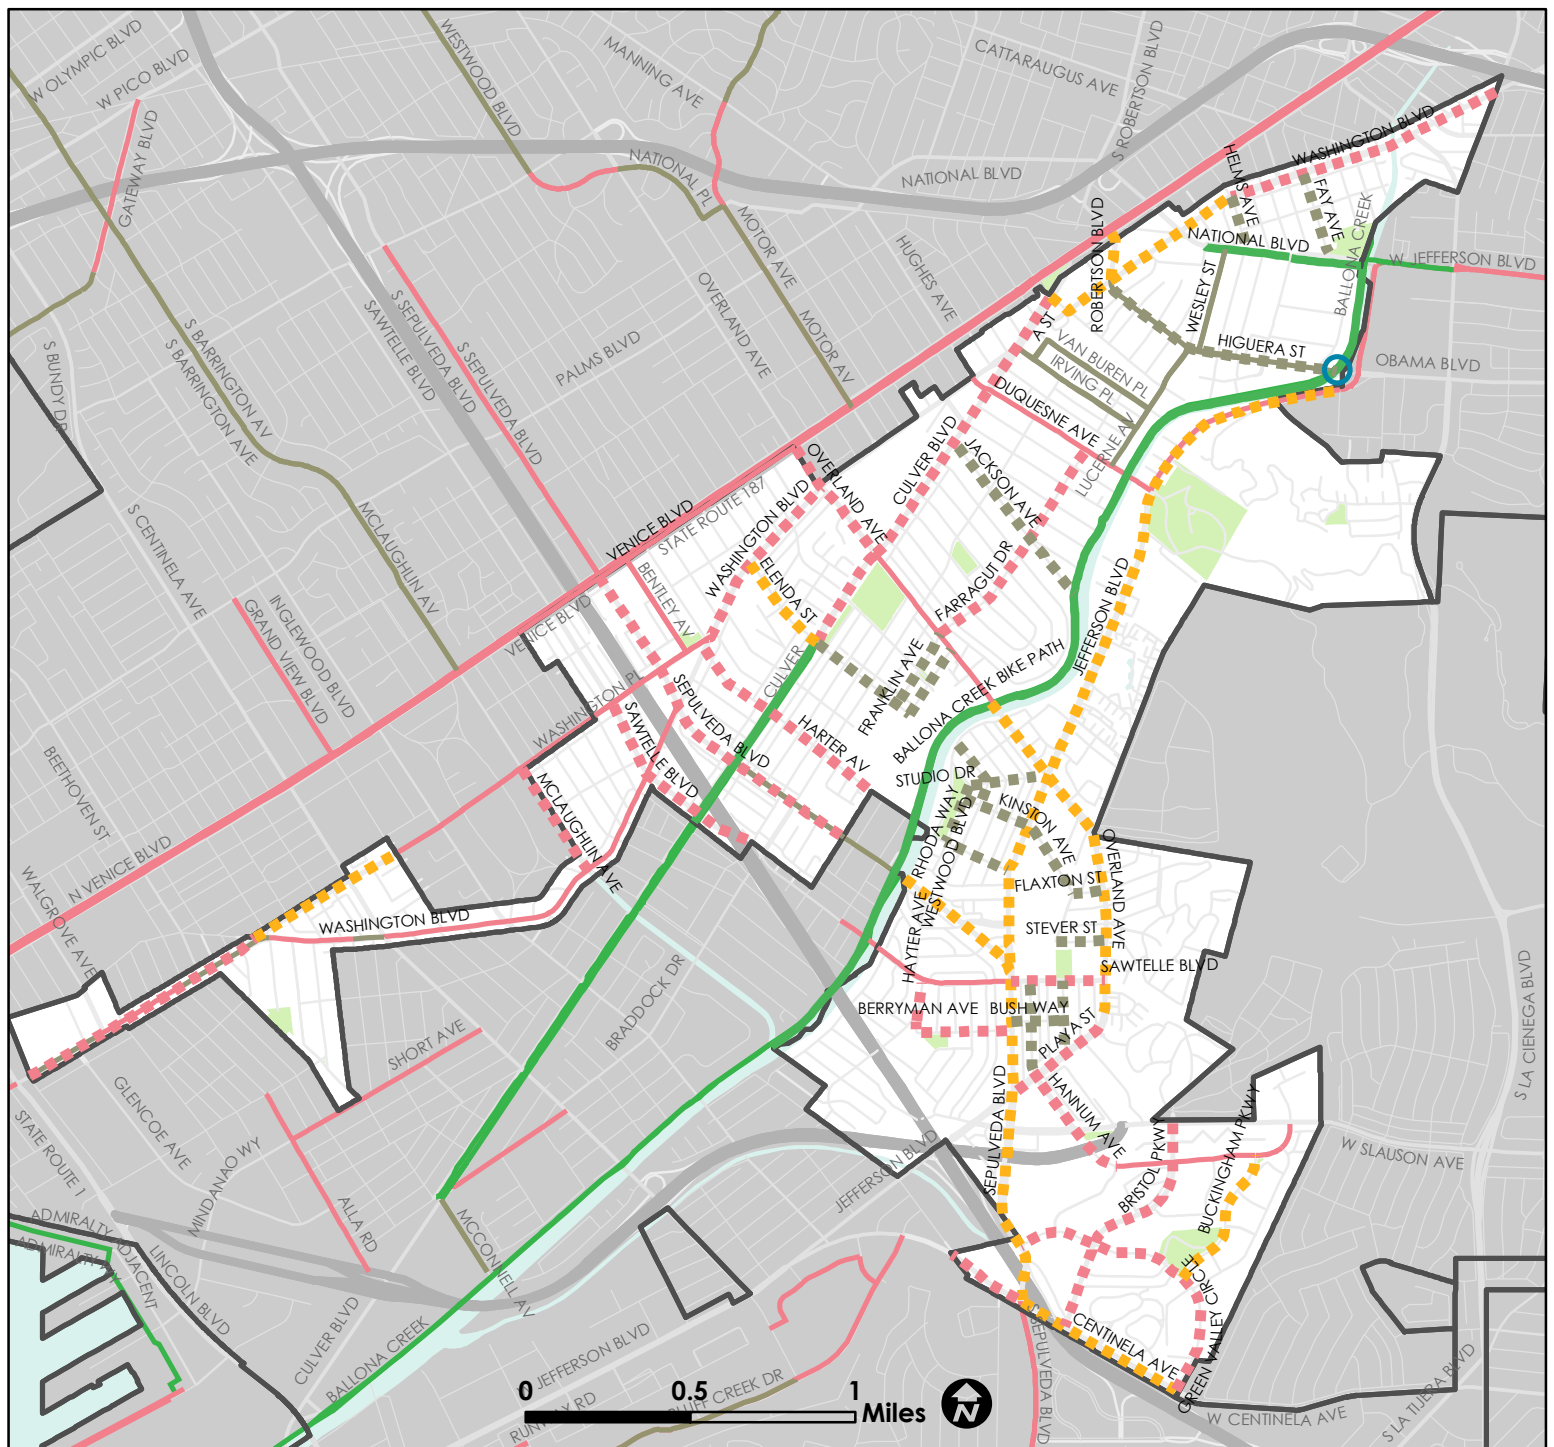 W OLYMPIC BLVD
W PICO BLVD
WESTWOOD BLVD
MANNING AVE
CATTARAUGUS AVE
S ROBERTSON BLVD
GATEWAY BLVD
NATIONAL PL
NATIONAL BLVD
WASHINGTON BLVD
HELMS AVE
FAY AVE
BALLONA CREEK
NATIONAL BLVD
W JEFFERSON BLVD
ROBERTSON BLVD
MOTOR AVE
HUGHES AVE
OVERLAND AVE
MOTOR AV
WESLEY ST
HIGUERA ST
OBAMA BLVD
S BUNDY DR
S BARRINGTON AV
S BARRINGTON AVE
S SEPULVEDA BLVD
SAWTELLE BLVD
S SEPULVEDA BLVD
PALMS BLVD
A ST
VAN BUREN PL
IRVING PL
DUQUESNE AVE
LUCERNE AV
CULVER BLVD
JACKSON AVE
OVERLAND AVE
S CENTINELA AVE
MCLAUGHLIN AV
VENICE BLVD
STATE ROUTE 187
WASHINGTON BLVD
ELENDA ST
BENTLEY AV
FARRAGUT DR
JEFFERSON BLVD
INGLEWOOD BLVD
GRAND VIEW BLVD
VENICE BLVD
WASHINGTON PL
CULVER
FRANKLIN AVE
BALLONA CREEK BIKE PATH
SEPULVEDA BLVD
SAWTELLE BLVD
HARTER AV
BEETHOVEN ST
MCLAUGHLIN AVE
STUDIO DR
KINSTON AVE
RHODA WAY
WESTWOOD BLVD
OVERLAND AVE
N VENICE BLVD
WALGROVE AVE
WASHINGTON BLVD
FLAXTON ST
STEVER ST
HAYTER AVE
SAWTELLE BLVD
BRADDOCK DR
BERRYMAN AVE
BUSH WAY
PLAYA ST
SHORT AVE
S LA CIENEGA BLVD
GLENCOE AVE
STATE ROUTE 1
MINDANAO WY
SEPULVEDA BLVD
HANNUM AVE
BRISTOL PKWY
BUCKINGHAM PKWY
W SLAUSON AVE
JEFFERSON BLVD
ALLA RD
MCCONNELL AV
ADMIRALTY ADJACENT
ADMIRALTY WY
LINCOLN BLVD
CULVER BLVD
BALLONA CREEK
GREEN VALLEY CIRCLE
CENTINELA AVE
SEPULVEDA BLVD
W JEFFERSON BLVD
BLUFF CREEK DR
W CENTINELA AVE
S LA TIJERA BLVD
0 0.5 1
Miles
N